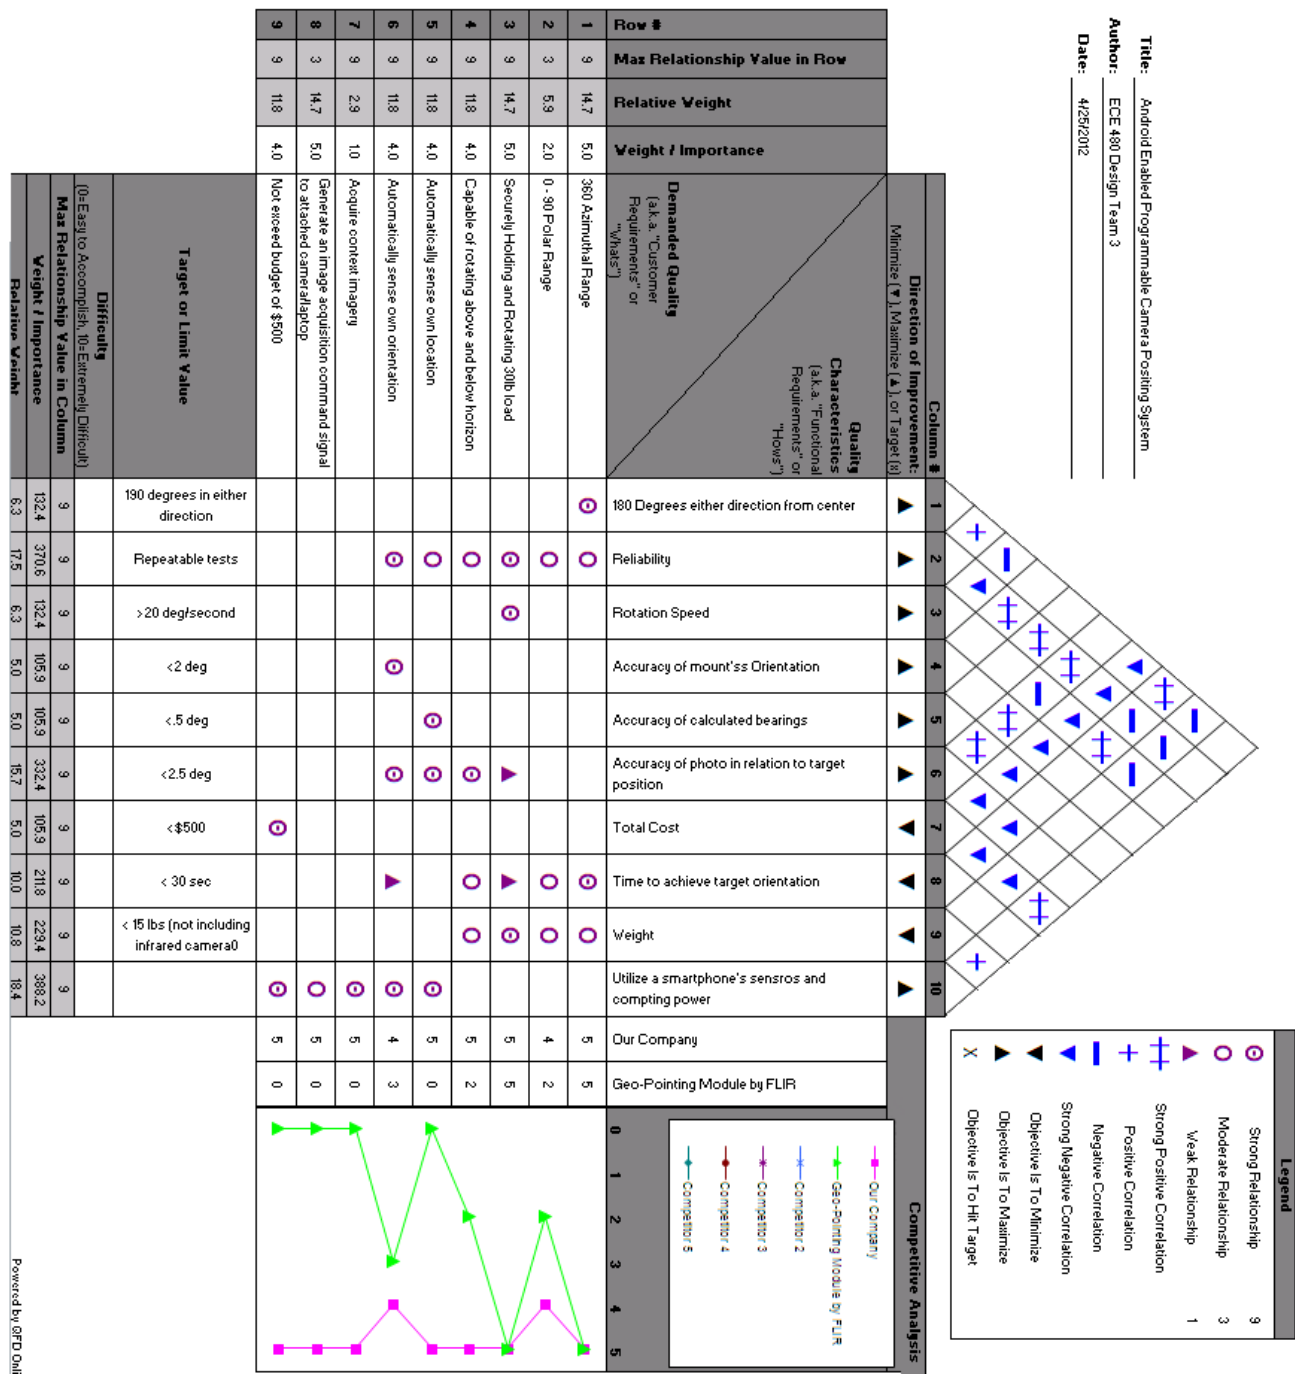 Title: Android Enabled Programmable Camera Positing System
Author: ECE 480 Design Team 3
Date: 4/25/2012
Legend
Strong Relationship 9
Moderate Relationship 3
Weak Relationship 1
Strong Positive Correlation
Positive Correlation
Negative Correlation
Strong Negative Correlation
Objective Is To Minimize
Objective Is To Maximize
X Objective Is To Hit Target
Column # 1 2 3 4 5 6 7 8 9 10
Direction of Improvement:
Minimize (▼), Maximize (▲), or Target (x)
Quality
Characteristics
(a.k.a. "Functional
Requirements" or
"Hows")
Demanded Quality
(a.k.a. "Customer
Requirements" or
"Whats")
Row #
Max Relationship Value in Row
Relative Weight
Weight / Importance
180 Degrees either direction from center
Reliability
Rotation Speed
Accuracy of mount'ss Orientation
Accuracy of calculated bearings
Accuracy of photo in relation to target
position
Total Cost
Time to achieve target orientation
Weight
Utilize a smartphone's sensros and
compting power
Our Company
Geo-Pointing Module by FLIR
Competitive Analysis
Our Company
Geo-Pointing Module by FLIR
Competitor 2
Competitor 3
Competitor 4
Competitor 5
0 1 2 3 4 5
1 9 14.7 5.0 360 Azimuthal Range 5 5
2 3 5.9 2.0 0 - 90 Polar Range 4 2
3 9 14.7 5.0 Securely Holding and Rotating 30lb load 5 5
4 9 11.8 4.0 Capable of rotating above and below horizon 5 2
5 9 11.8 4.0 Automatically sense own location 5 0
6 9 11.8 4.0 Automatically sense own orientation 4 3
7 9 2.9 1.0 Acquire context imagery 5 0
8 3 14.7 5.0 Generate an image acquisition command signal
to attached camera/laptop 5 0
9 9 11.8 4.0 Not exceed budget of $500 5 0
Target or Limit Value
190 degrees in either
direction
Repeatable tests
>20 deg/second
<2 deg
<.5 deg
<2.5 deg
<$500
< 30 sec
< 15 lbs (not including
infrared camera0
Difficulty
(0=Easy to Accomplish, 10=Extremely Difficult)
Max Relationship Value in Column 9 9 9 9 9 9 9 9 9 9
Weight / Importance 132.4 370.6 132.4 105.9 105.9 332.4 105.9 211.8 229.4 388.2
Relative Weight 6.3 17.5 6.3 5.0 5.0 15.7 5.0 10.0 10.8 18.4
Powered by QFD Onli